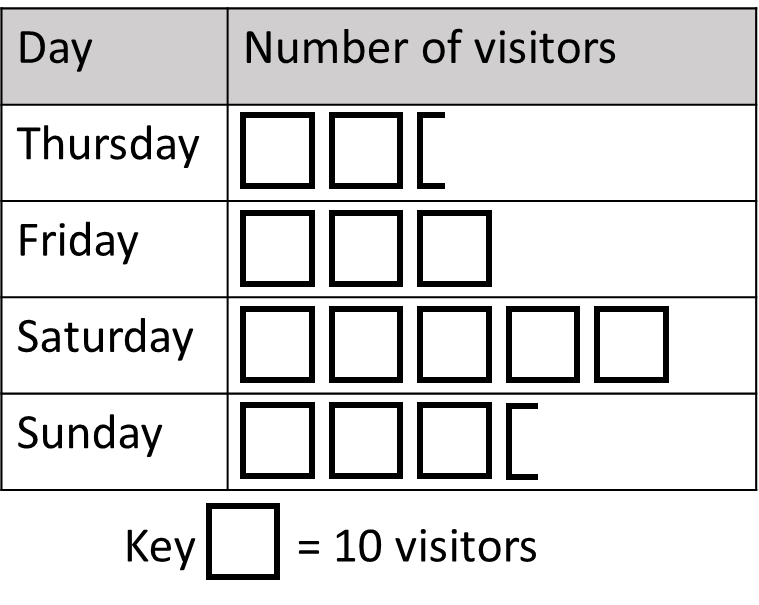 Day Number of visitors
Thursday
Friday
Saturday
Sunday
Key = 10 visitors